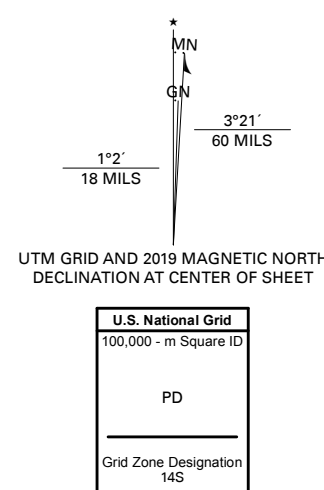 ★
MN
GN
3°21´
60 MILS
1°2´
18 MILS
UTM GRID AND 2019 MAGNETIC NORTH
DECLINATION AT CENTER OF SHEET
U.S. National Grid
100,000 - m Square ID
PD
Grid Zone Designation
14S